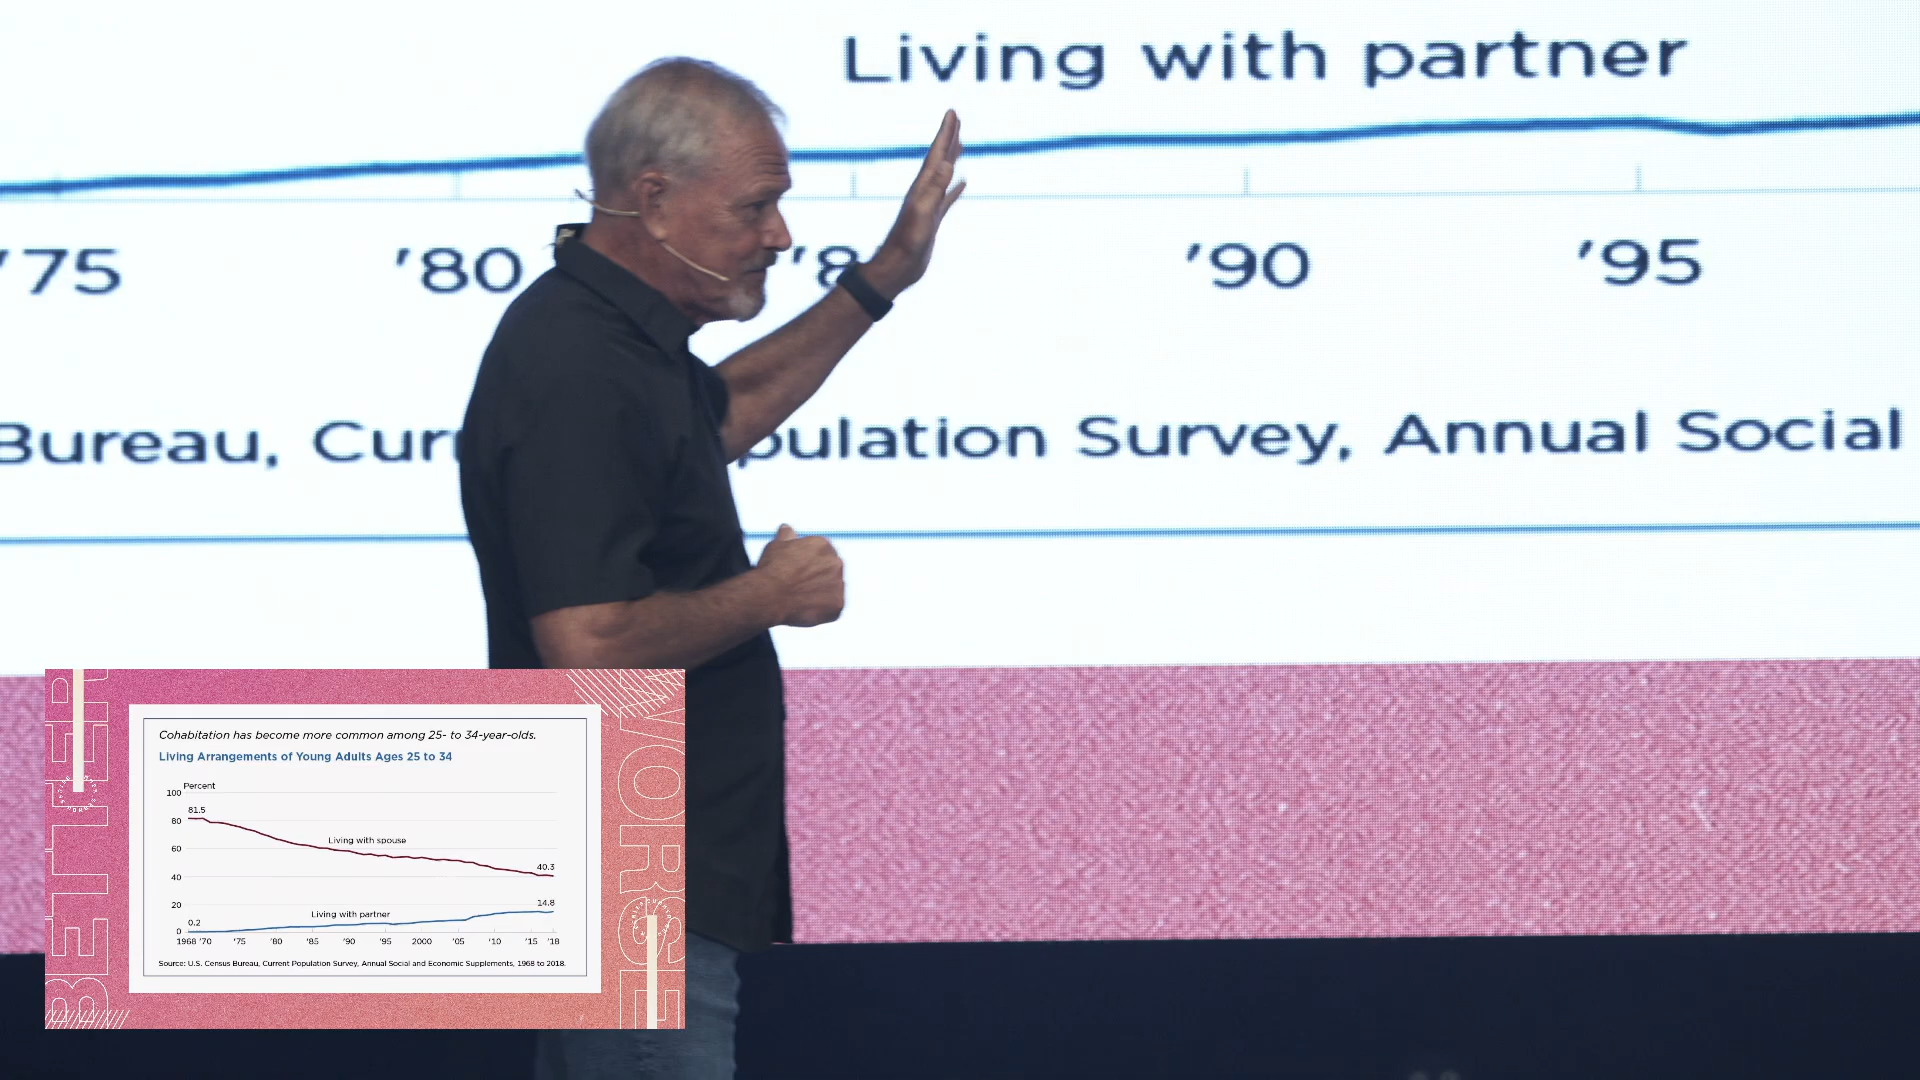 Living with partner
'75 '80 '8 '90 '95
Bureau, Curr pulation Survey, Annual Social
BETTER
WORSE
Cohabitation has become more common among 25- to 34-year-olds.
Living Arrangements of Young Adults Ages 25 to 34
Percent
100
81.5
80
Living with spouse
60
40.3
40
14.8
20
Living with partner
0.2
0
1968 '70 '75 '80 '85 '90 '95 2000 '05 '10 '15 '18
Source: U.S. Census Bureau, Current Population Survey, Annual Social and Economic Supplements, 1968 to 2018.